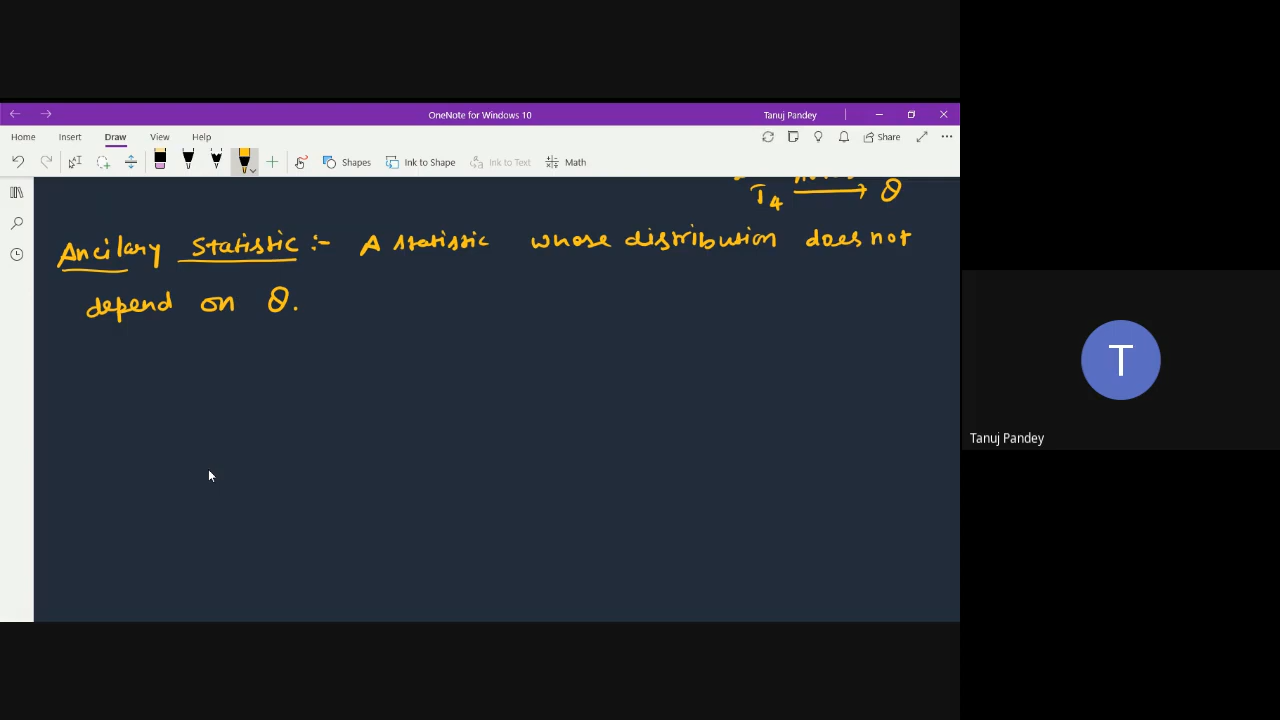 OneNote for Windows 10
Tanuj Pandey
Home Insert Draw View Help
Share
Shapes Ink to Shape Ink to Text Math
T4 → θ
Ancilary Statistic :- A statistic whose distribution does not
depend on θ.
T
Tanuj Pandey